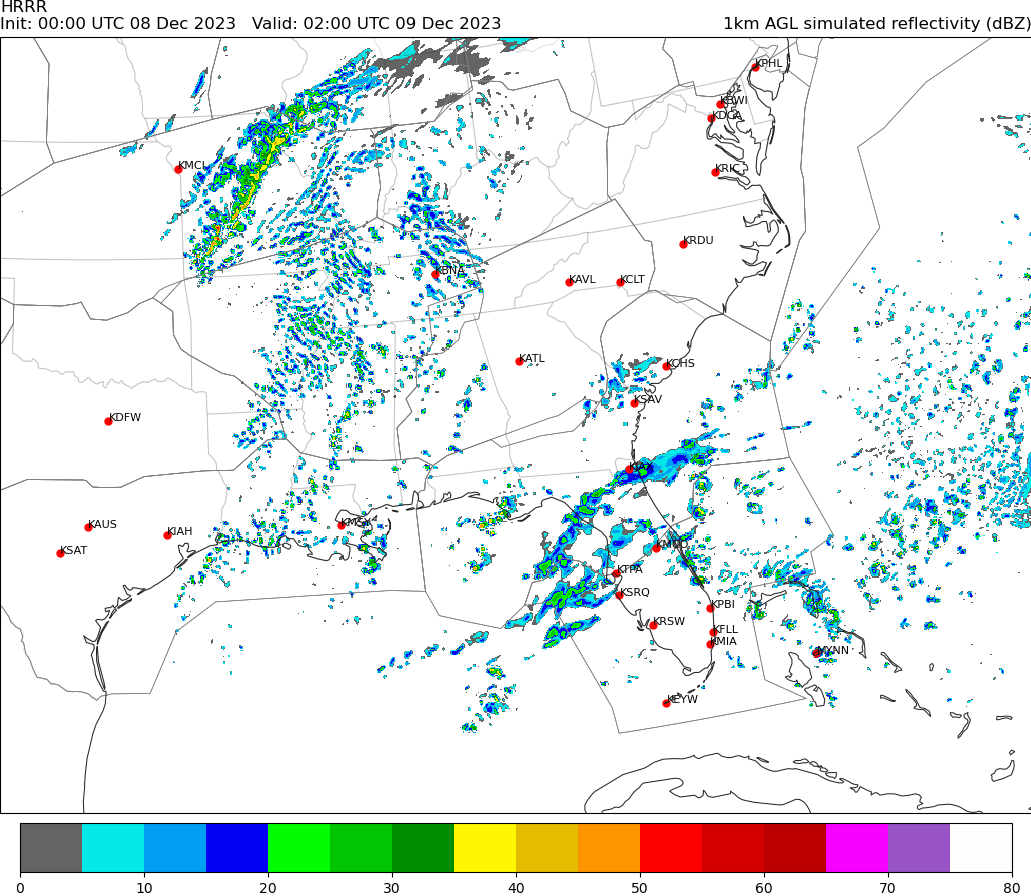 HRRR
Init: 00:00 UTC 08 Dec 2023   Valid: 02:00 UTC 09 Dec 2023   1km AGL simulated reflectivity (dBZ)
KPHL
KBWI
KDCA
KMCI
KRIC
KRDU
KBNA
KAVL
KCLT
KATL
KCHS
KSAV
KDFW
KAUS
KIAH
KMSY
KSAT
KTPA
KSRQ
KPBI
KRSW
KFLL
KMIA
MYNN
KEYW
0 10 20 30 40 50 60 70 80